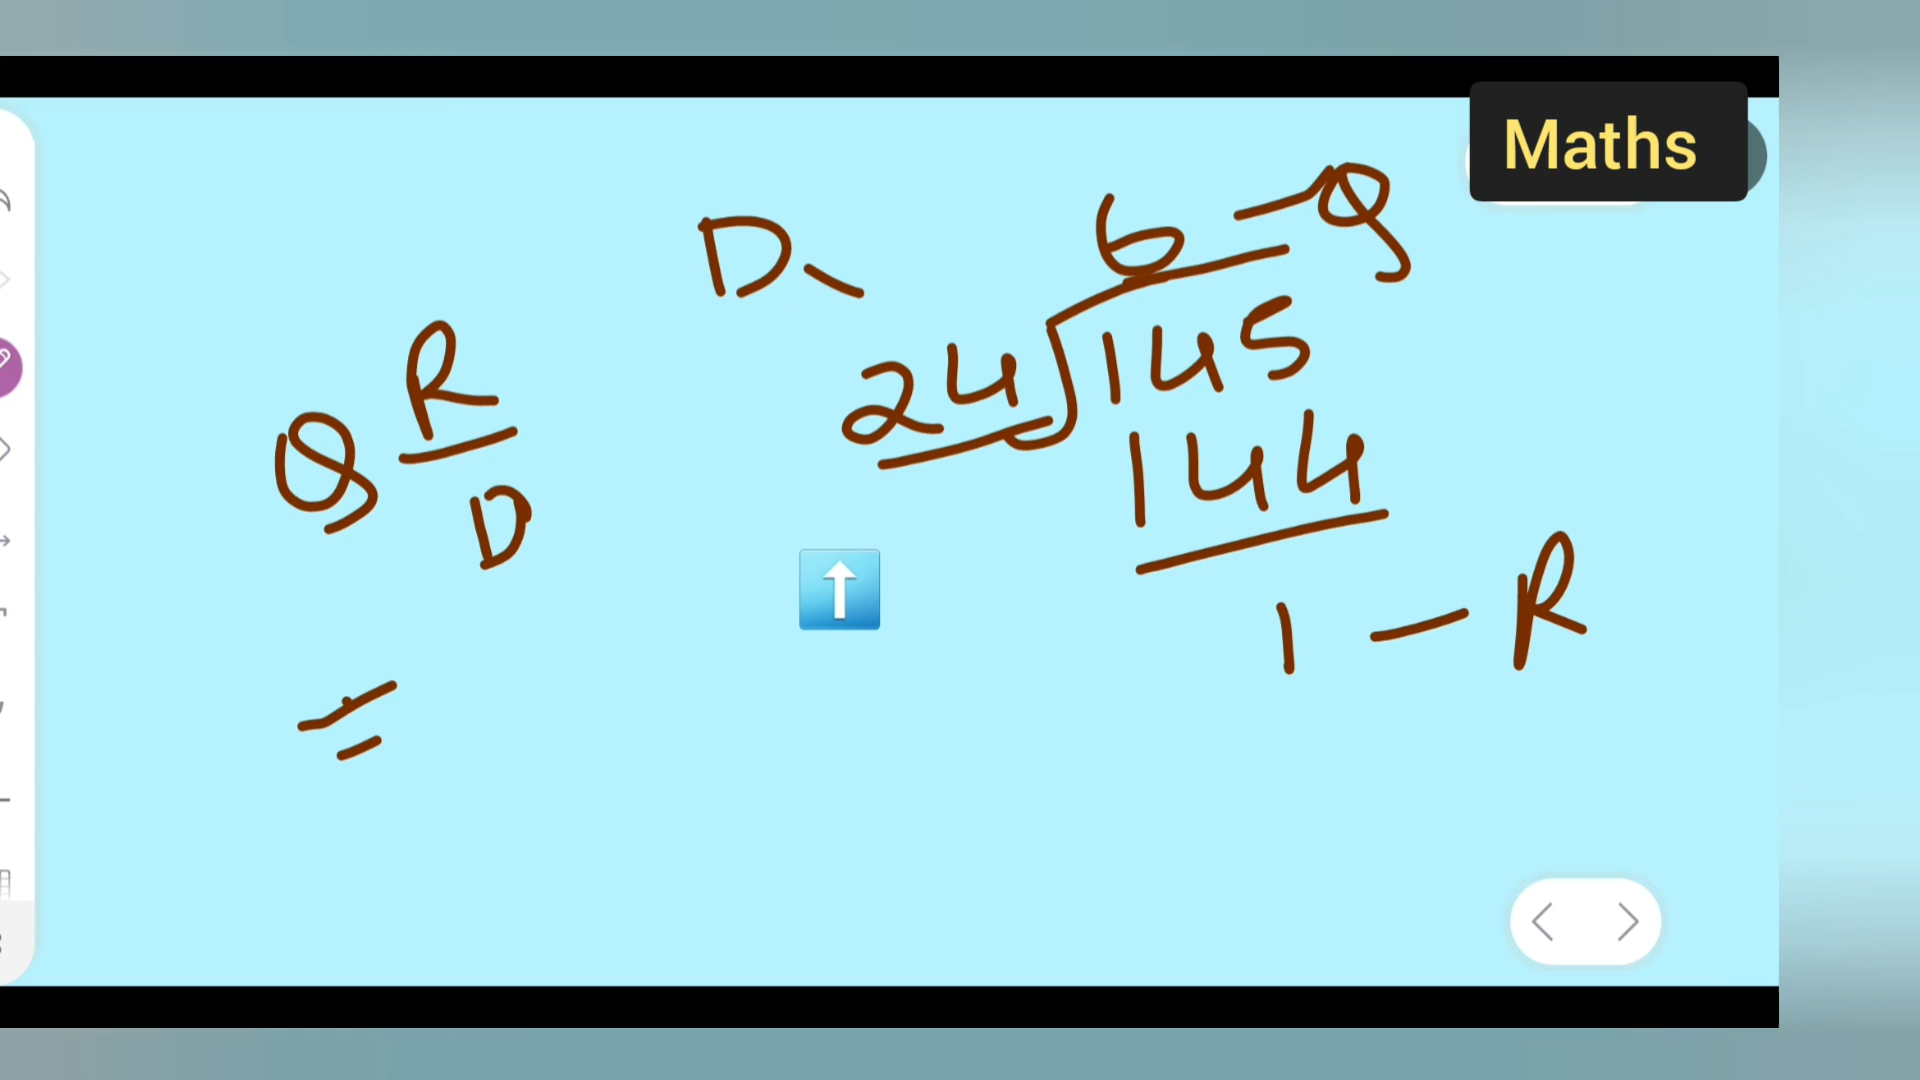 Maths
6 - Q
D -
24 145
144
1 - R
Q R/D
=